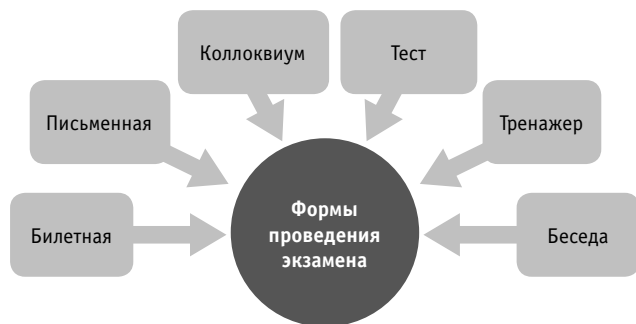 Коллоквиум
Тест
Письменная
Тренажер
Билетная
Формы
проведения
экзамена
Беседа